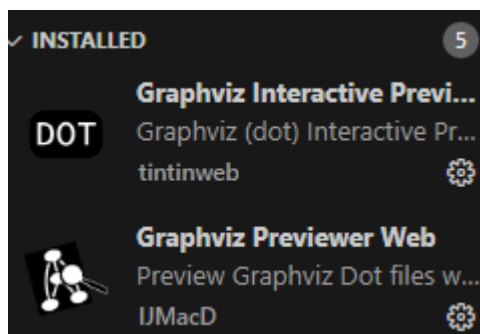 INSTALLED 5
Graphviz Interactive Previ...
DOT
Graphviz (dot) Interactive Pr...
tintinweb
Graphviz Previewer Web
Preview Graphviz Dot files w...
IJMacD